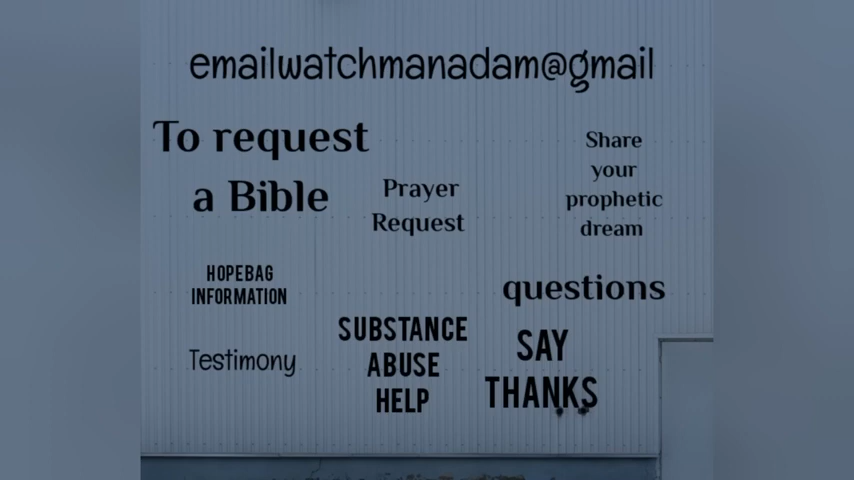 emailwatchmanadam@gmail
To request
a Bible
Prayer
Request
Share
your
prophetic
dream
HOPEBAG
INFORMATION
questions
Testimony
SUBSTANCE
ABUSE
HELP
SAY
THANKS